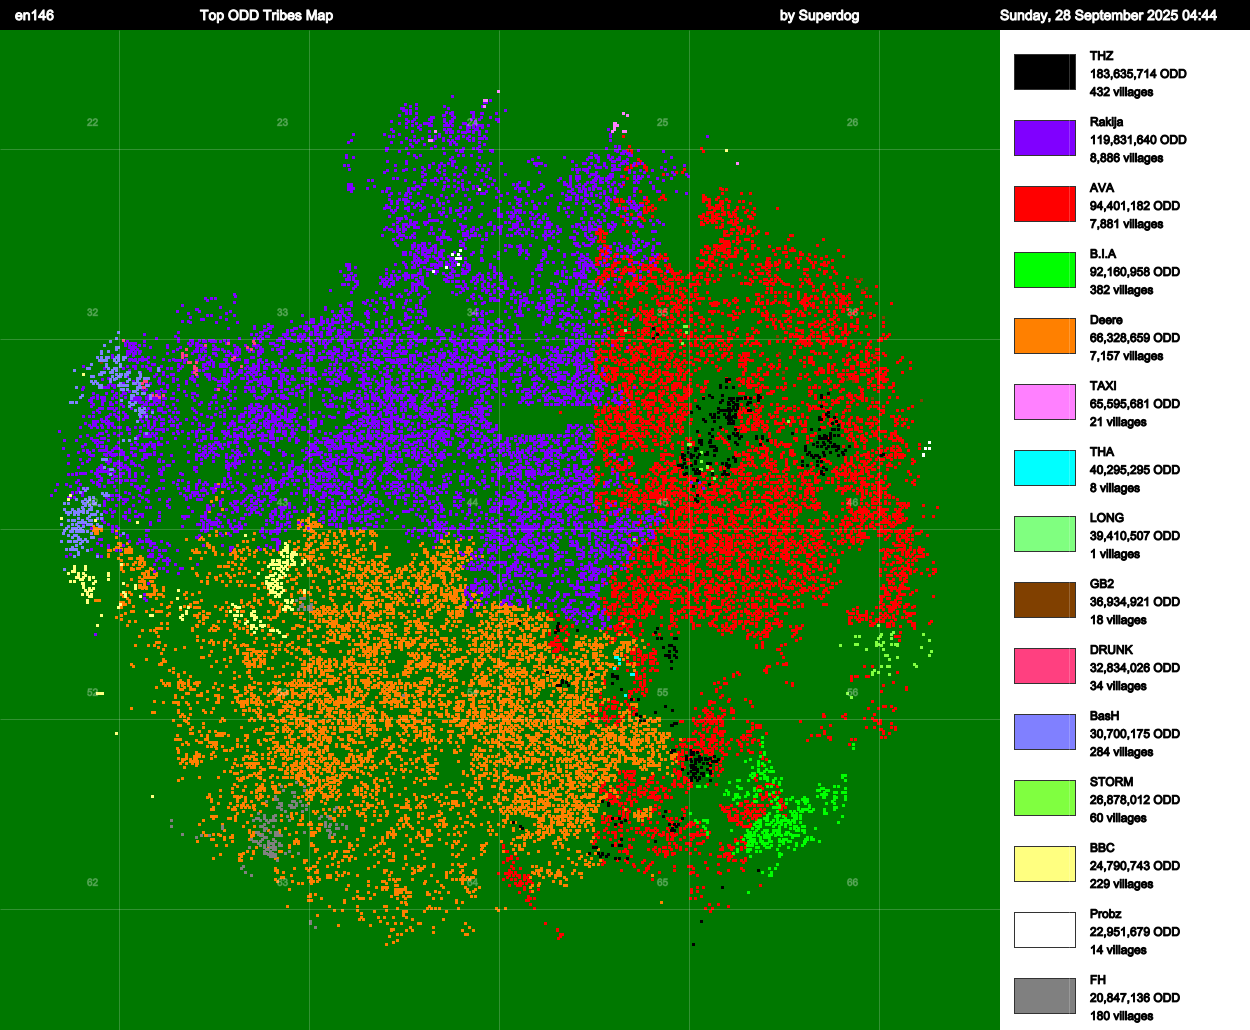 en146 Top ODD Tribes Map by Superdog Sunday, 28 September 2025 04:44
THZ
183,635,714 ODD
432 villages
Rakija
119,831,640 ODD
8,886 villages
AVA
94,401,182 ODD
7,881 villages
B.I.A
92,160,958 ODD
382 villages
Deere
66,328,659 ODD
7,157 villages
TAXI
65,595,681 ODD
21 villages
THA
40,295,295 ODD
8 villages
LONG
39,410,507 ODD
1 villages
GB2
36,934,921 ODD
18 villages
DRUNK
32,834,026 ODD
34 villages
BasH
30,700,175 ODD
284 villages
STORM
26,878,012 ODD
60 villages
BBC
24,790,743 ODD
229 villages
Probz
22,951,679 ODD
14 villages
FH
20,847,136 ODD
180 villages
22 23 24 25 26
32 33 34 35 36
43 44 45 46
52 55 56
62 63 64 65 66